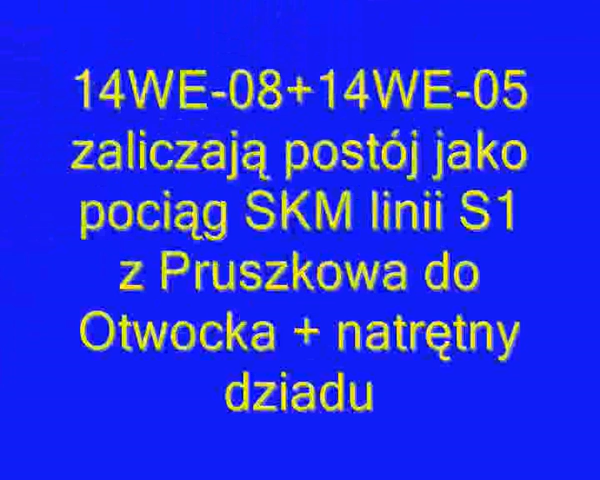 14WE-08+14WE-05
zaliczają postój jako
pociąg SKM linii S1
z Pruszkowa do
Otwocka + natrętny
dziadu